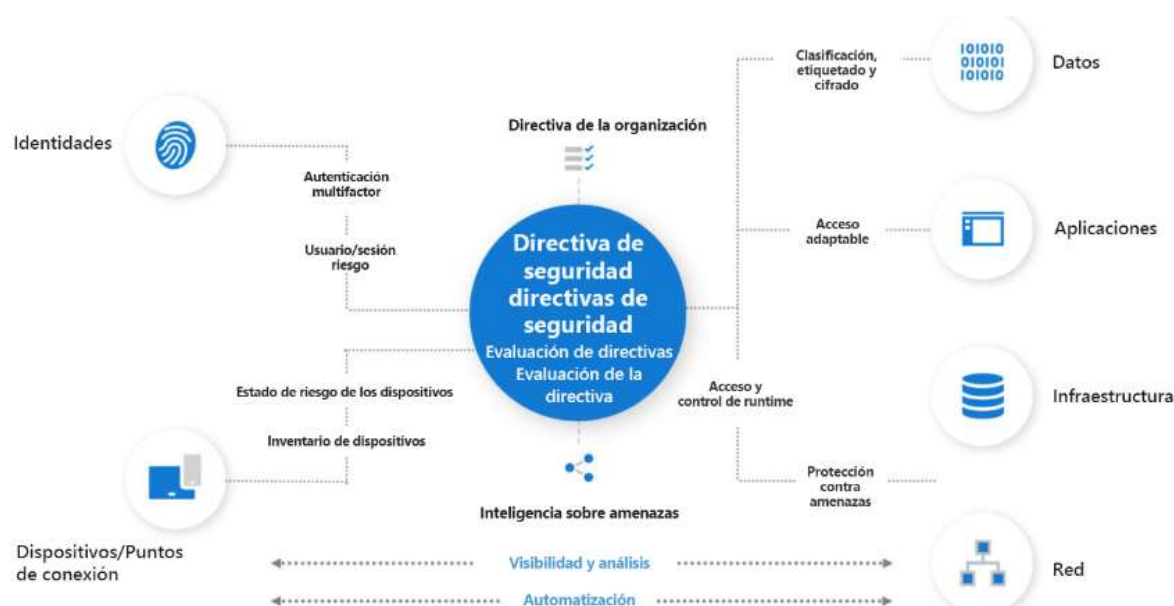 Identidades
Autenticación
multifactor
Usuario/sesión
riesgo
Directiva de la organización
Clasificación,
etiquetado y
cifrado
101010
010101
101010
Datos
Acceso
adaptable
Aplicaciones
Directiva de
seguridad
directivas de
seguridad
Evaluación de directivas
Evaluación de la
directiva
Estado de riesgo de los dispositivos
Inventario de dispositivos
Acceso y
control de runtime
Infraestructura
Protección
contra
amenazas
Inteligencia sobre amenazas
Dispositivos/Puntos
de conexión
Visibilidad y análisis
Automatización
Red